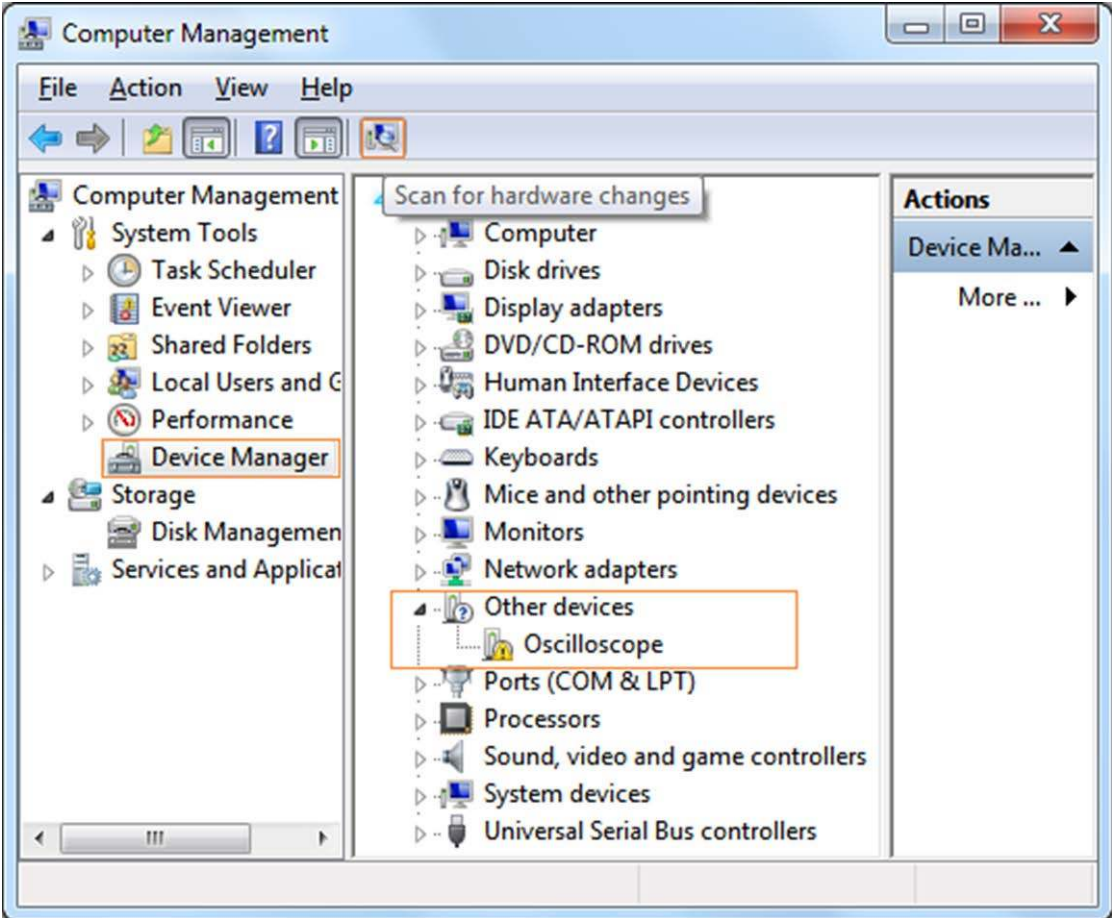 Computer Management
File Action View Help
Scan for hardware changes
Computer Management
System Tools
Task Scheduler
Event Viewer
Shared Folders
Local Users and G
Performance
Device Manager
Storage
Disk Managemen
Services and Applicat
Computer
Disk drives
Display adapters
DVD/CD-ROM drives
Human Interface Devices
IDE ATA/ATAPI controllers
Keyboards
Mice and other pointing devices
Monitors
Network adapters
Other devices
Oscilloscope
Ports (COM & LPT)
Processors
Sound, video and game controllers
System devices
Universal Serial Bus controllers
Actions
Device Ma...
More ...